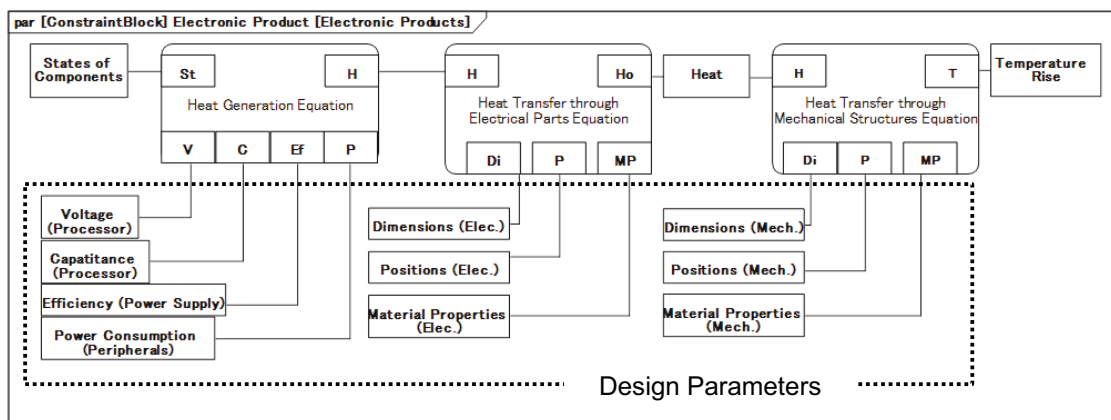 par [ConstraintBlock] Electronic Product [Electronic Products]
States of
Components
St
H
Heat Generation Equation
V
C
Ef
P
H
Ho
Heat Transfer through
Electrical Parts Equation
Di
P
MP
Heat
H
T
Heat Transfer through
Mechanical Structures Equation
Di
P
MP
Temperature
Rise
Voltage
(Processor)
Capatitance
(Processor)
Efficiency (Power Supply)
Power Consumption
(Peripherals)
Dimensions (Elec.)
Positions (Elec.)
Material Properties
(Elec.)
Dimensions (Mech.)
Positions (Mech.)
Material Properties
(Mech.)
Design Parameters